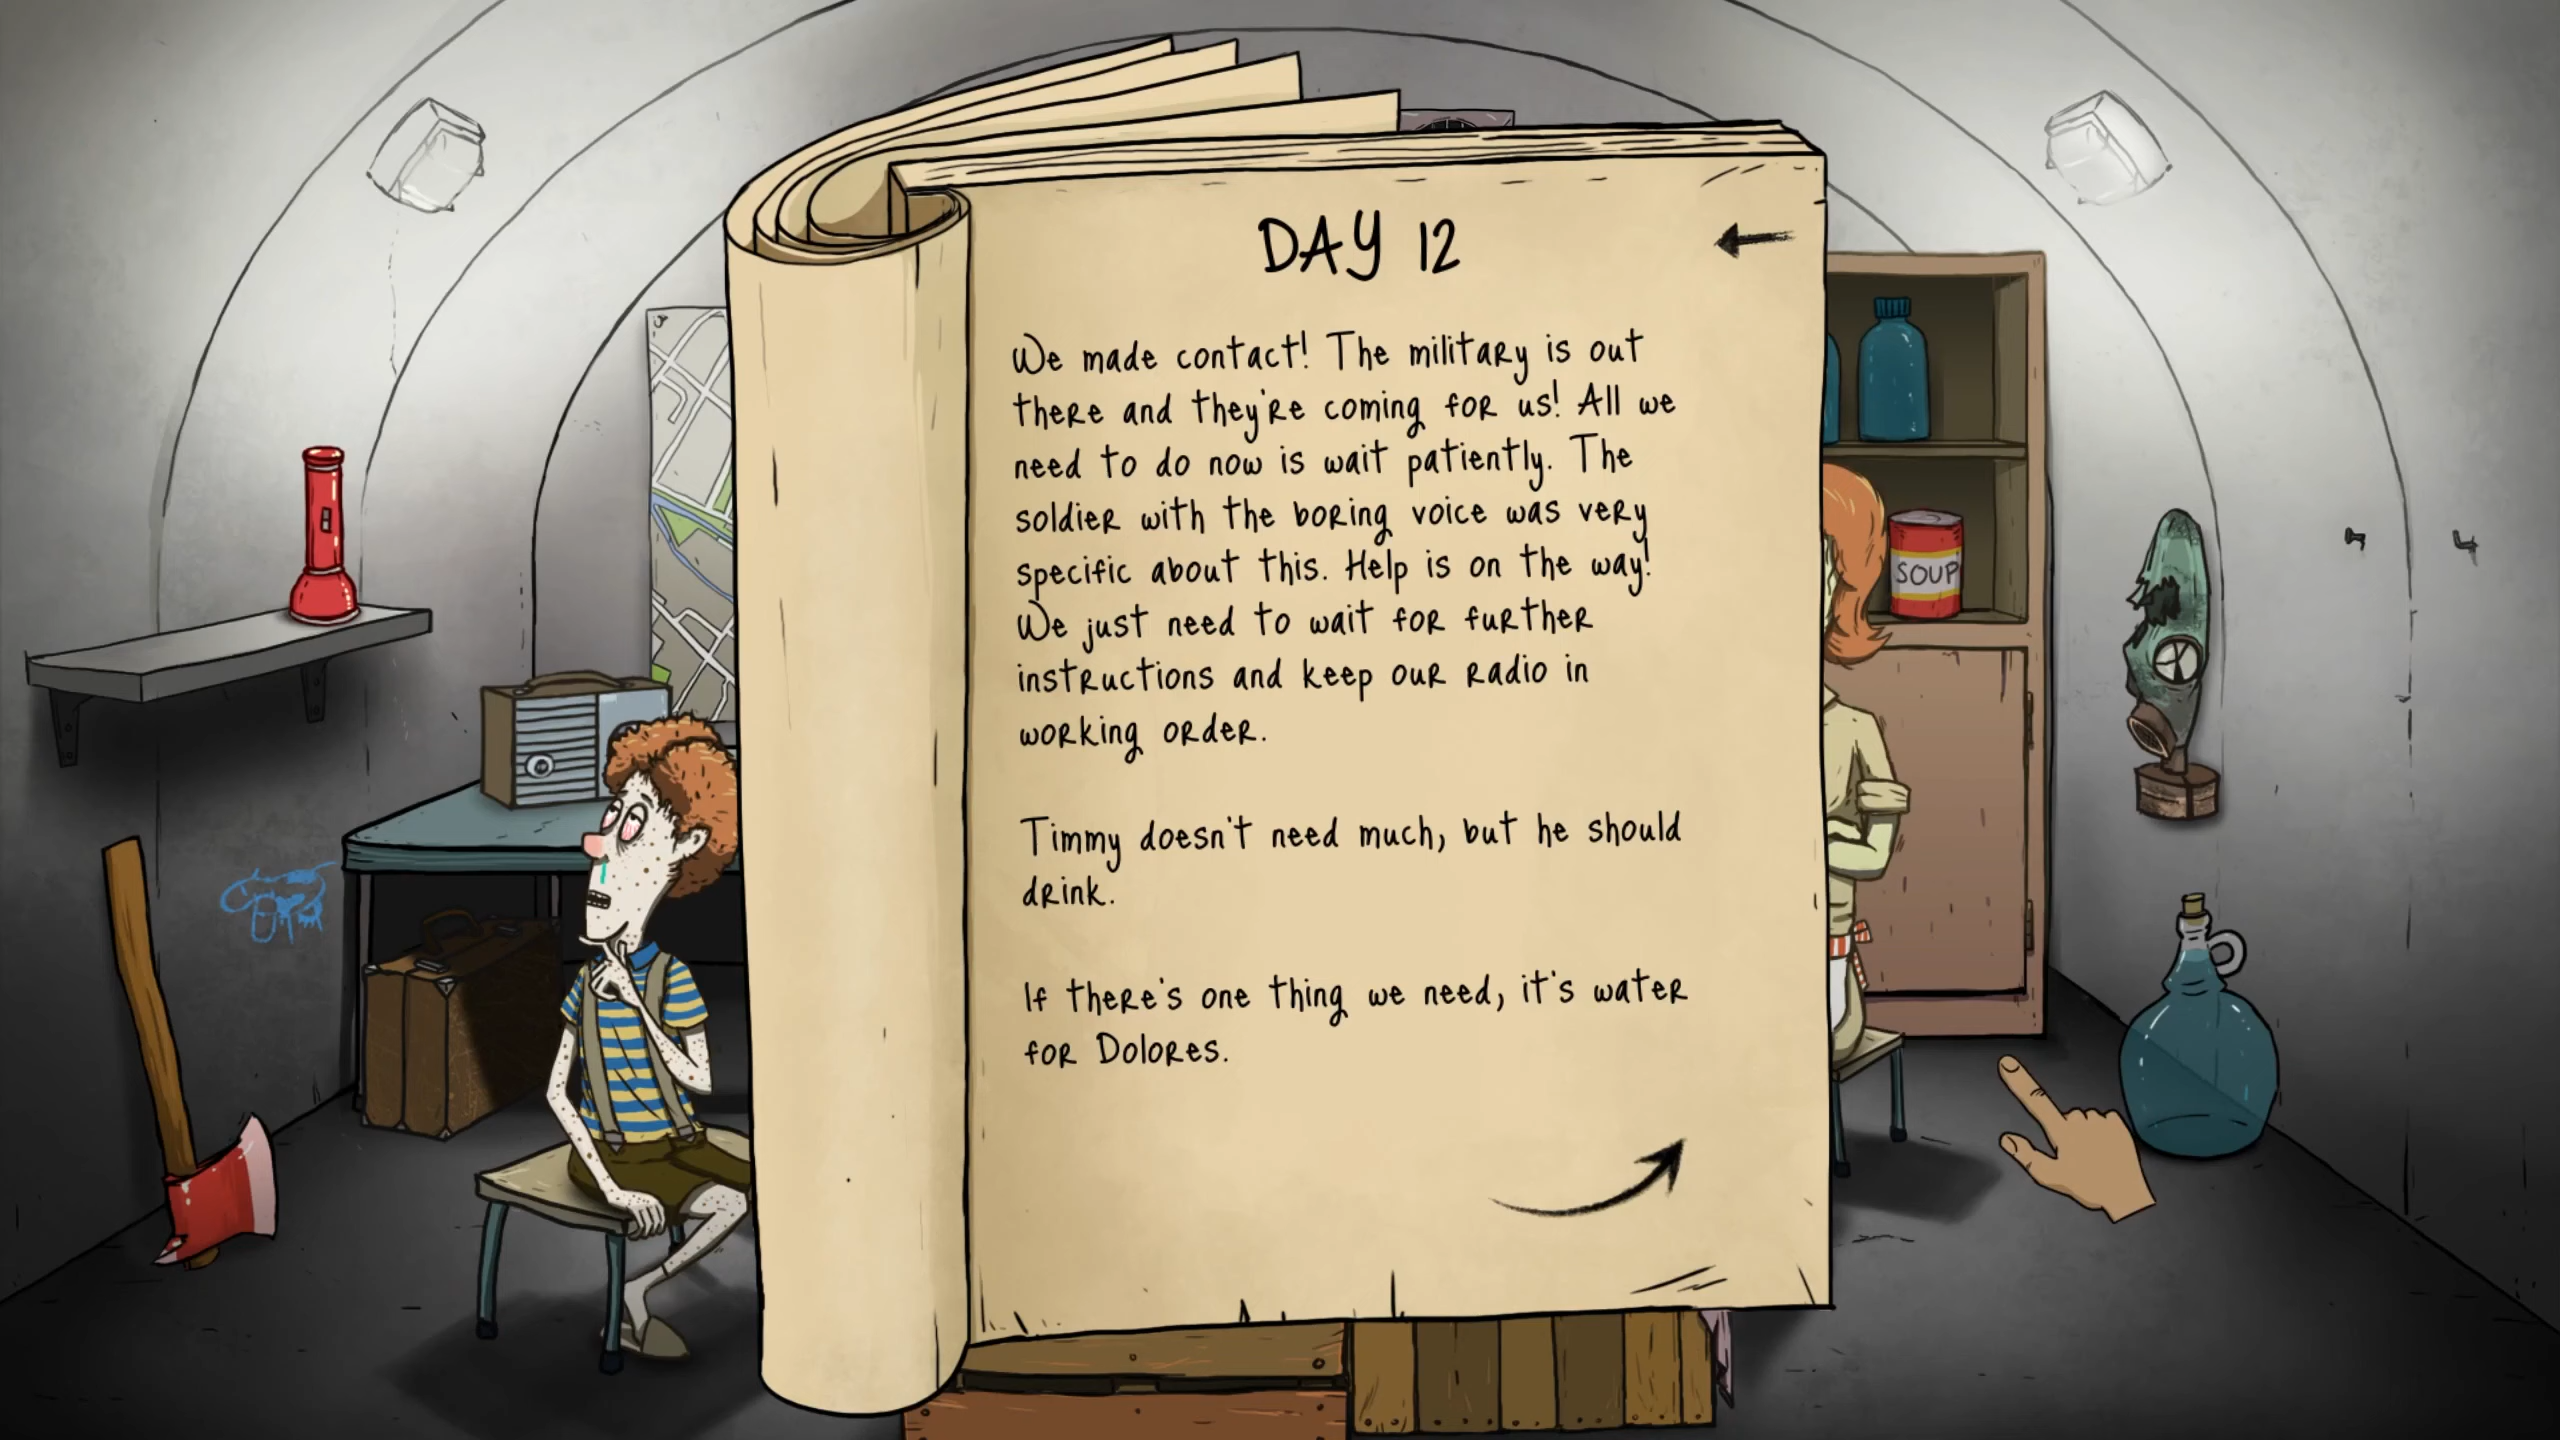 DAY 12
We made contact! The military is out
there and they're coming for us! All we
need to do now is wait patiently. The
soldier with the boring voice was very
specific about this. Help is on the way!
We just need to wait for further
instructions and keep our radio in
working order.
Timmy doesn't need much, but he should
drink.
If there's one thing we need, it's water
for Dolores.
SOUP